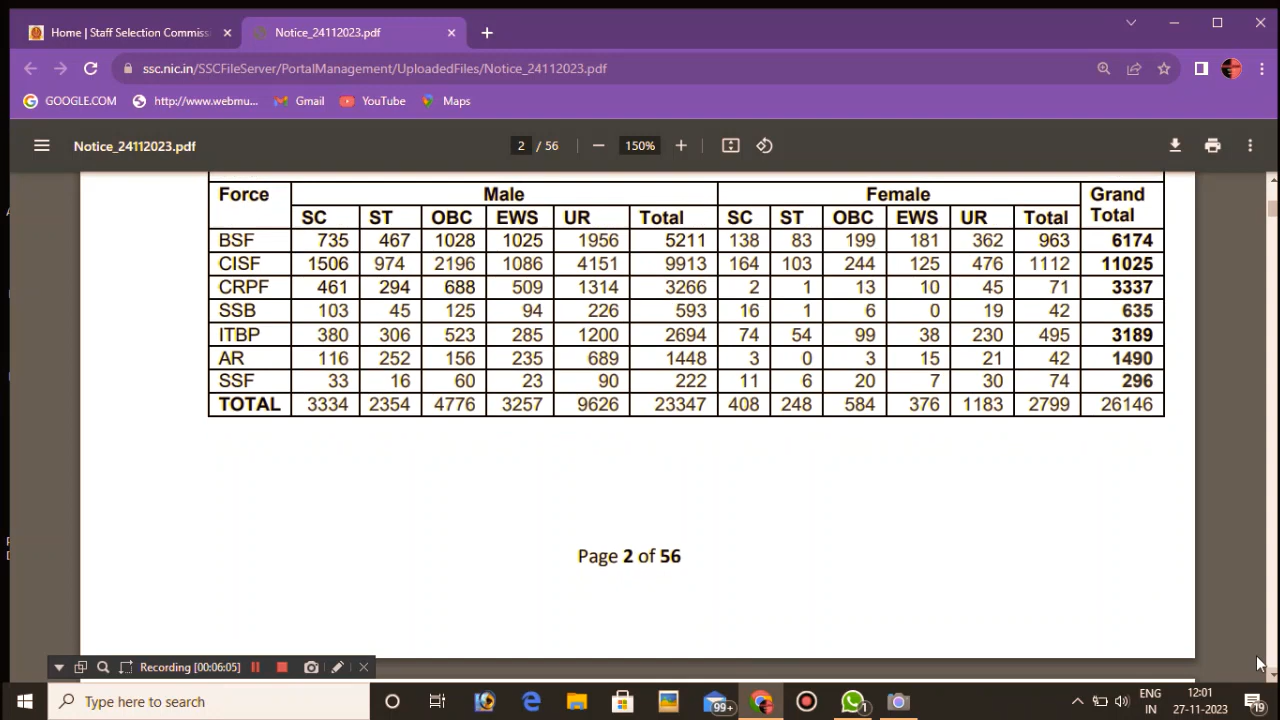 Home | Staff Selection Commiss
Notice_24112023.pdf
ssc.nic.in/SSCFileServer/PortalManagement/UploadedFiles/Notice_24112023.pdf
GOOGLE.COM http://www.webmu... Gmail YouTube Maps
Notice_24112023.pdf 2 / 56 150%
Force Male Female Grand Total
SC ST OBC EWS UR Total SC ST OBC EWS UR Total
BSF 735 467 1028 1025 1956 5211 138 83 199 181 362 963 6174
CISF 1506 974 2196 1086 4151 9913 164 103 244 125 476 1112 11025
CRPF 461 294 688 509 1314 3266 2 1 13 10 45 71 3337
SSB 103 45 125 94 226 593 16 1 6 0 19 42 635
ITBP 380 306 523 285 1200 2694 74 54 99 38 230 495 3189
AR 116 252 156 235 689 1448 3 0 3 15 21 42 1490
SSF 33 16 60 23 90 222 11 6 20 7 30 74 296
TOTAL 3334 2354 4776 3257 9626 23347 408 248 584 376 1183 2799 26146
Page 2 of 56
Recording [00:06:05]
Type here to search 99+ 1 ENG 12:01
IN 27-11-2023 19